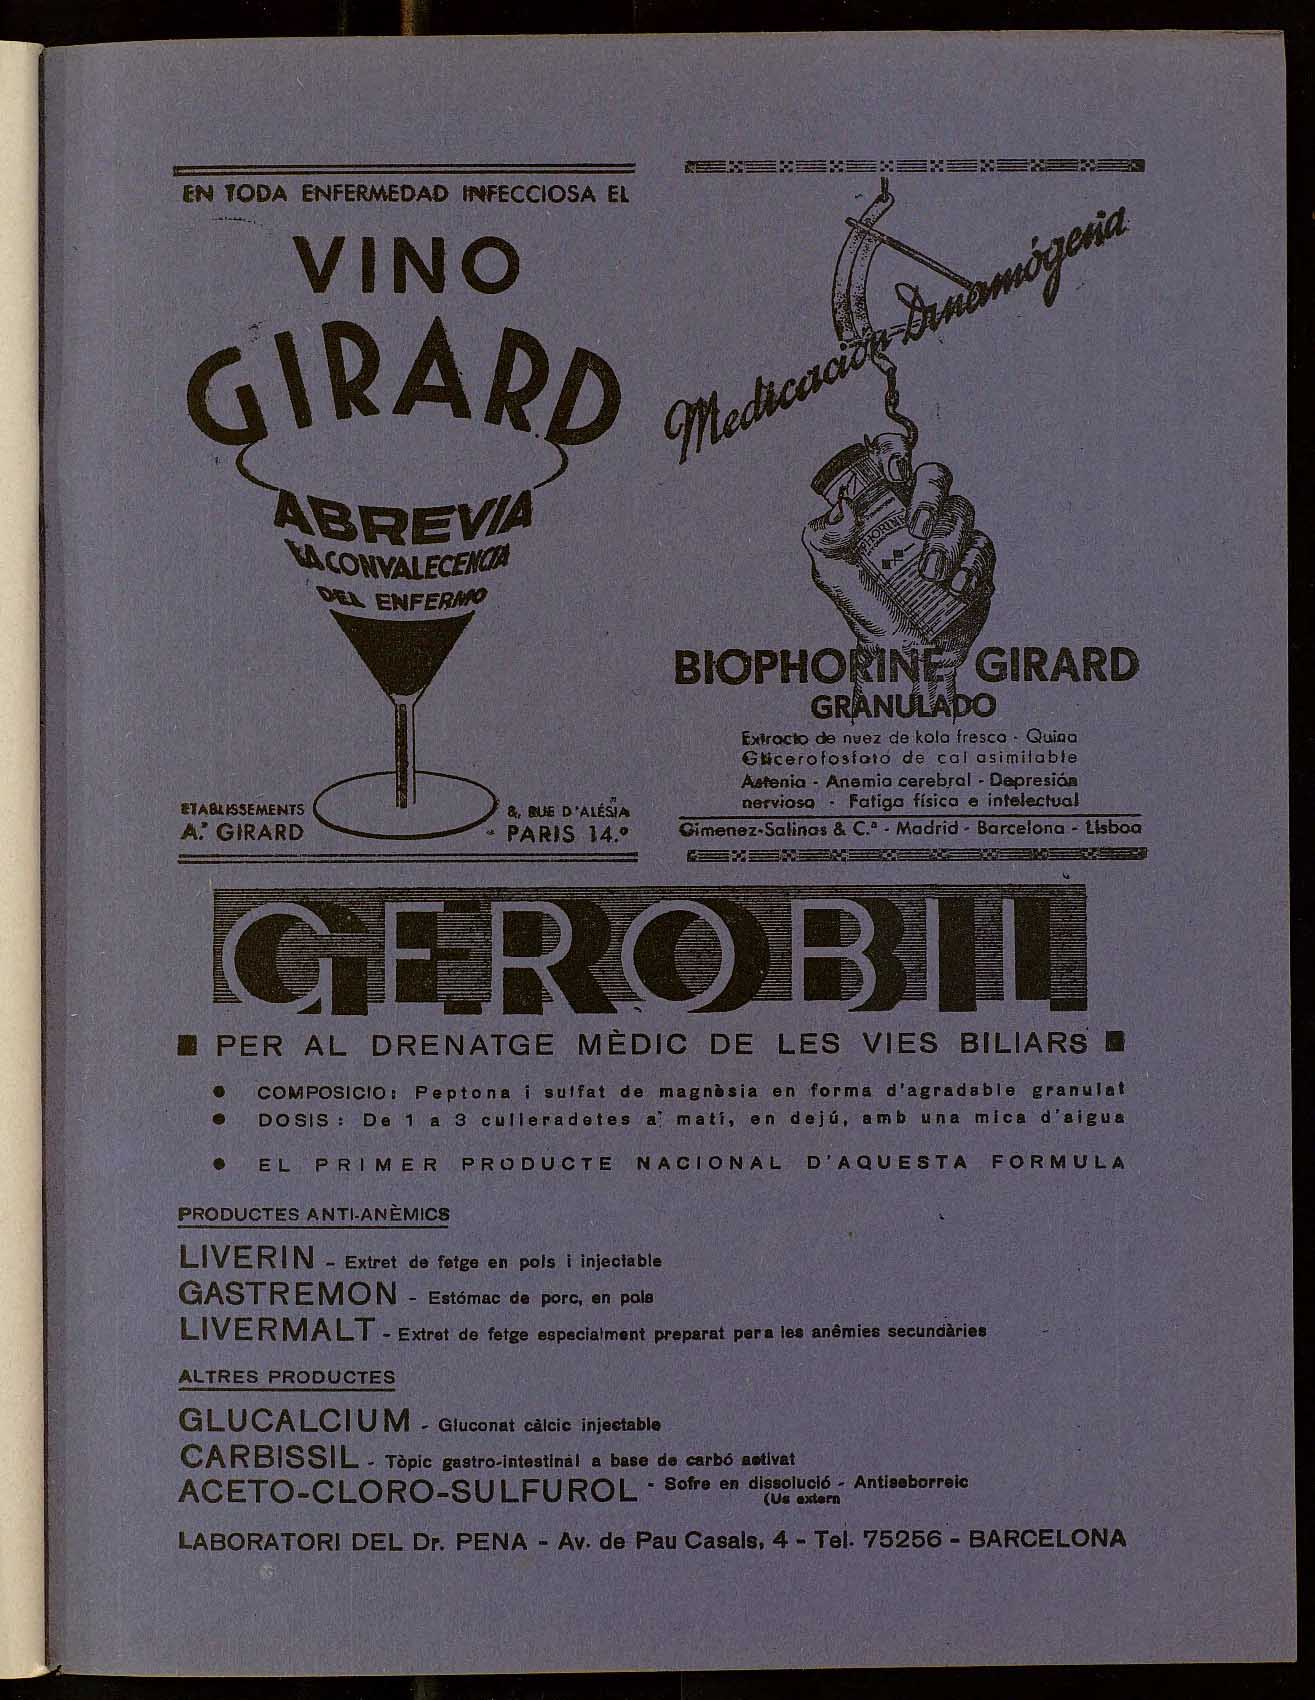 EN TODA ENFERMEDAD INFECCIOSA EL
VINO
GIRARD
ABREVIA
LA CONVALECENCIA
DEL ENFERMO
ETABLISSEMENTS
A. GIRARD
8, RUE D'ALÉSIA
PARIS 14.º
Medicación Dinamógena
PHORINE
BIOPHORINE GIRARD
GRANULADO
Extracto de nuez de kola fresca - Quina
Glicerofosfato de cal asimilable
Astenia - Anemia cerebral - Depresión
nerviosa - Fatiga física e intelectual
Gimenez-Salinas & C.ª - Madrid - Barcelona - Lisboa
GEROBIL
PER AL DRENATGE MÈDIC DE LES VIES BILIARS
COMPOSICIO: Peptona i sulfat de magnèsia en forma d'agradable granulat
DOSIS: De 1 a 3 culleradetes al matí, en dejú, amb una mica d'aigua
EL PRIMER PRODUCTE NACIONAL D'AQUESTA FORMULA
PRODUCTES ANTI-ANÈMICS
LIVERIN - Extret de fetge en pols i injectable
GASTREMON - Estómac de porc, en pols
LIVERMALT - Extret de fetge especialment preparat per a les anêmies secundàries
ALTRES PRODUCTES
GLUCALCIUM - Gluconat càlcic injectable
CARBISSIL - Tòpic gastro-intestinal a base de carbó activat
ACETO-CLORO-SULFUROL - Sofre en dissolució - Antiseborreic
(Us extern
LABORATORI DEL Dr. PENA - Av. de Pau Casals, 4 - Tel. 75256 - BARCELONA